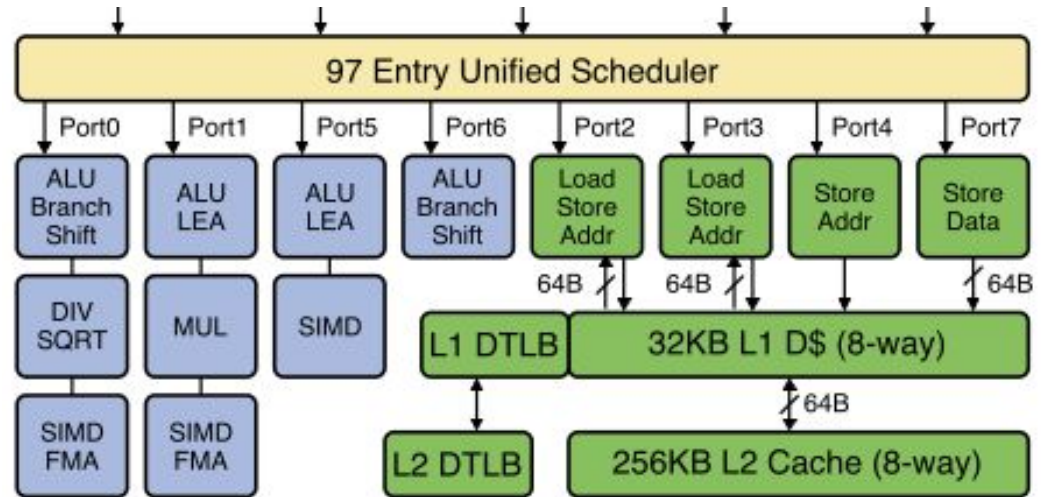 97 Entry Unified Scheduler
Port0 Port1 Port5 Port6 Port2 Port3 Port4 Port7
ALU
Branch
Shift
ALU
LEA
ALU
LEA
ALU
Branch
Shift
Load
Store
Addr
Load
Store
Addr
Store
Addr
Store
Data
64B
64B
64B
DIV
SQRT
MUL
SIMD
L1 DTLB
32KB L1 D$ (8-way)
64B
SIMD
FMA
SIMD
FMA
L2 DTLB
256KB L2 Cache (8-way)